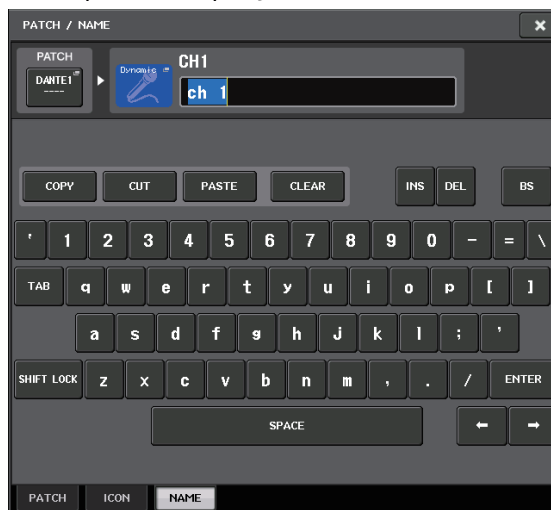 PATCH / NAME ×
PATCH
DANTE1
----
Dynamic
CH1
ch 1
COPY CUT PASTE CLEAR INS DEL BS
' 1 2 3 4 5 6 7 8 9 0 - = \
TAB q w e r t y u i o p [ ]
a s d f g h j k l ; '
SHIFT LOCK z x c v b n m , . / ENTER
SPACE ← →
PATCH ICON NAME